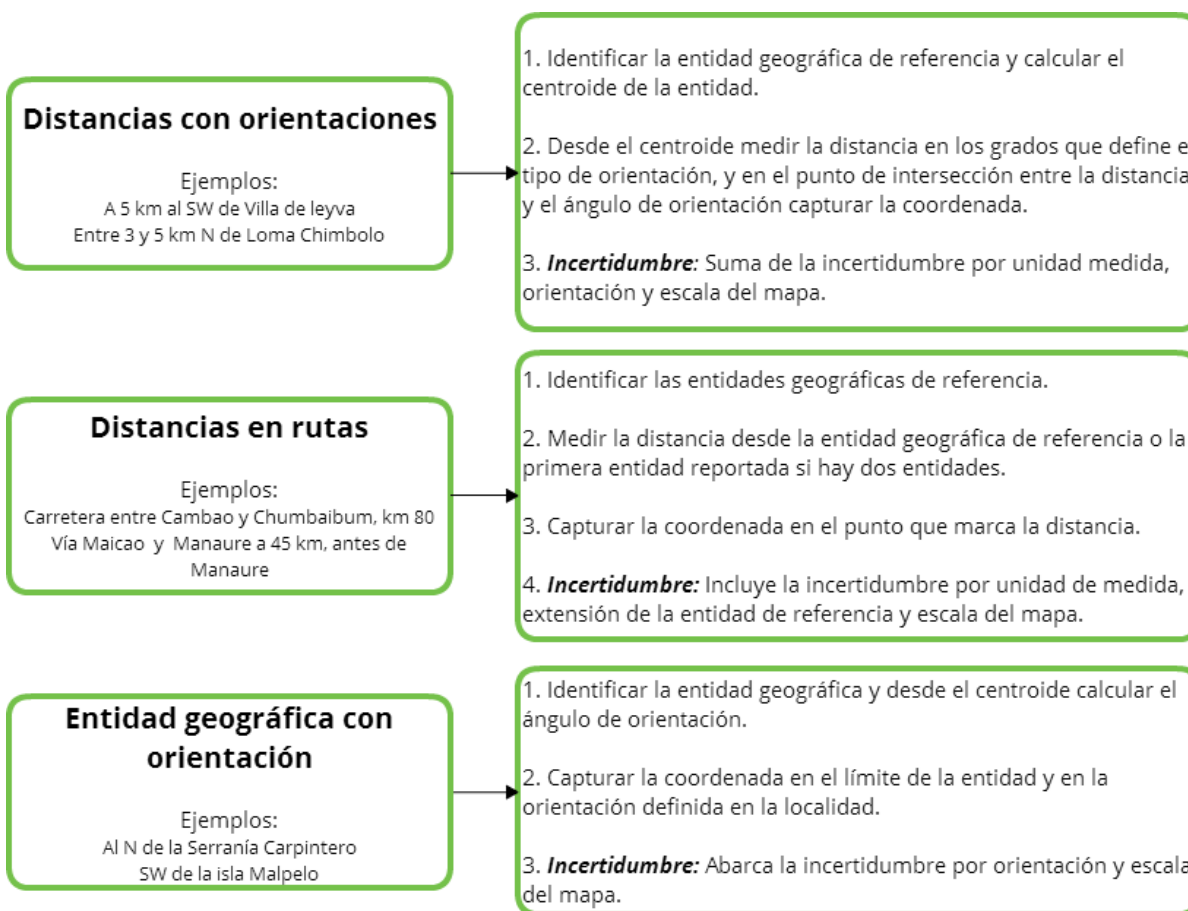 Distancias con orientaciones
Ejemplos:
A 5 km al SW de Villa de leyva
Entre 3 y 5 km N de Loma Chimbolo
1. Identificar la entidad geográfica de referencia y calcular el
centroide de la entidad.
2. Desde el centroide medir la distancia en los grados que define e
tipo de orientación, y en el punto de intersección entre la distancia
y el ángulo de orientación capturar la coordenada.
3. Incertidumbre: Suma de la incertidumbre por unidad medida,
orientación y escala del mapa.
Distancias en rutas
Ejemplos:
Carretera entre Cambao y Chumbaibum, km 80
Vía Maicao y Manaure a 45 km, antes de
Manaure
1. Identificar las entidades geográficas de referencia.
2. Medir la distancia desde la entidad geográfica de referencia o la
primera entidad reportada si hay dos entidades.
3. Capturar la coordenada en el punto que marca la distancia.
4. Incertidumbre: Incluye la incertidumbre por unidad de medida,
extensión de la entidad de referencia y escala del mapa.
Entidad geográfica con
orientación
Ejemplos:
Al N de la Serranía Carpintero
SW de la isla Malpelo
1. Identificar la entidad geográfica y desde el centroide calcular el
ángulo de orientación.
2. Capturar la coordenada en el límite de la entidad y en la
orientación definida en la localidad.
3. Incertidumbre: Abarca la incertidumbre por orientación y escala
del mapa.